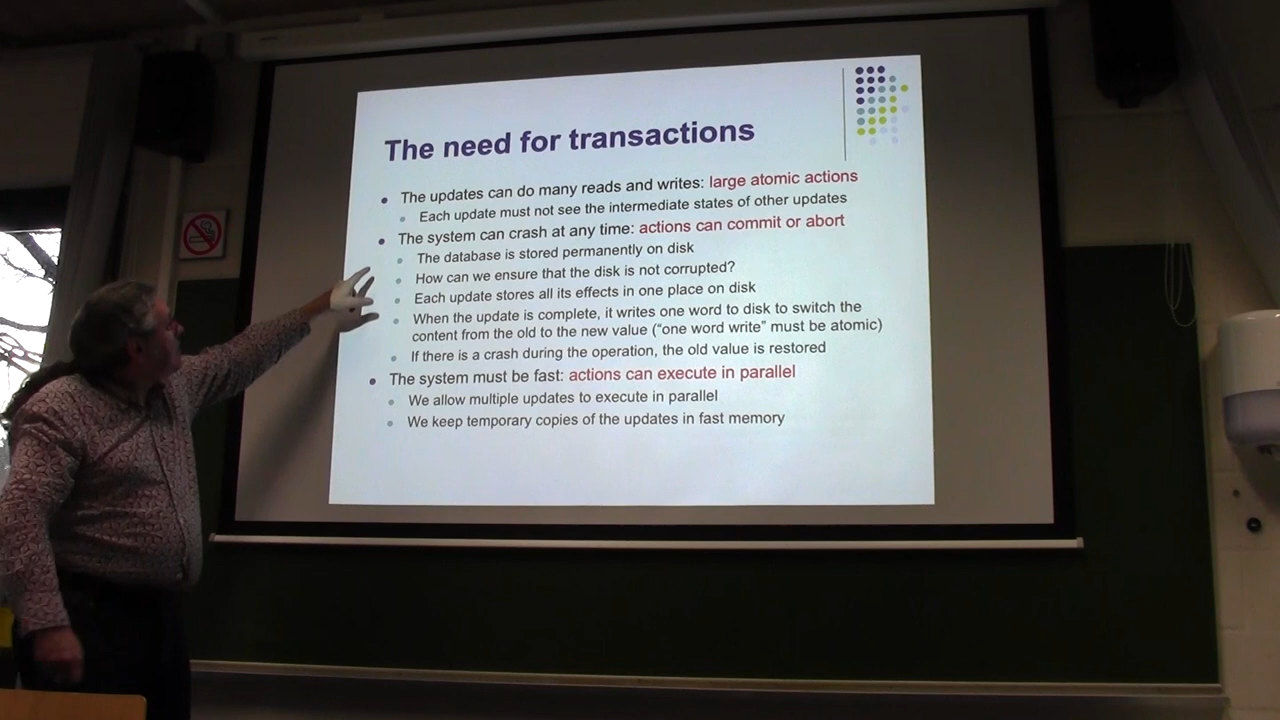 The need for transactions
The updates can do many reads and writes: large atomic actions
Each update must not see the intermediate states of other updates
The system can crash at any time: actions can commit or abort
The database is stored permanently on disk
How can we ensure that the disk is not corrupted?
Each update stores all its effects in one place on disk
When the update is complete, it writes one word to disk to switch the
content from the old to the new value (“one word write” must be atomic)
If there is a crash during the operation, the old value is restored
The system must be fast: actions can execute in parallel
We allow multiple updates to execute in parallel
We keep temporary copies of the updates in fast memory